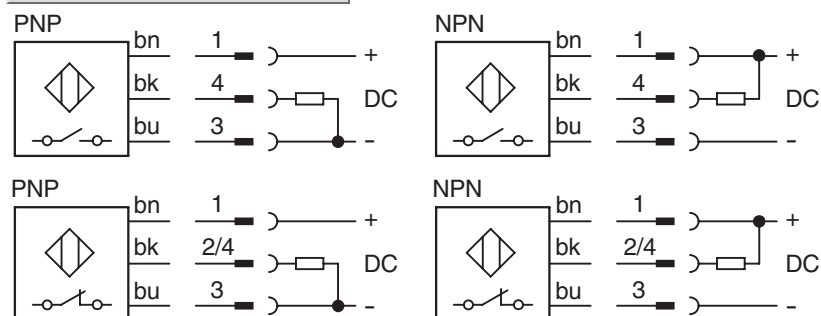 PNP NPN
bn 1 + bn 1 +
bk 4 DC bk 4 DC
bu 3 - bu 3 -
PNP NPN
bn 1 + bn 1 +
bk 2/4 DC bk 2/4 DC
bu 3 - bu 3 -